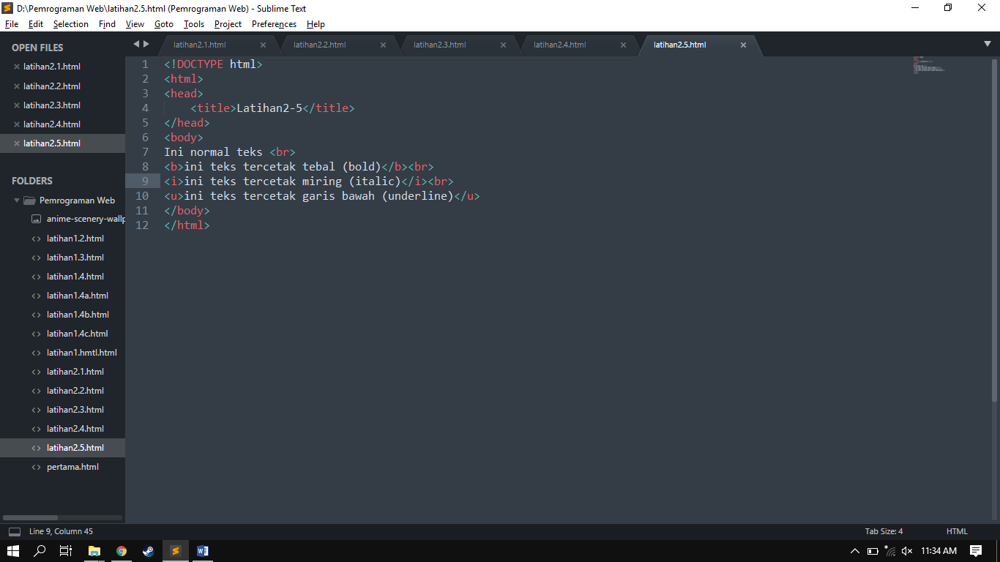 D:\Pemrograman Web\latihan2.5.html (Pemrograman Web) - Sublime Text
File Edit Selection Find View Goto Tools Project Preferences Help
OPEN FILES
latihan2.1.html
latihan2.2.html
latihan2.3.html
latihan2.4.html
latihan2.5.html
FOLDERS
Pemrograman Web
anime-scenery-wallp
latihan1.2.html
latihan1.3.html
latihan1.4.html
latihan1.4a.html
latihan1.4b.html
latihan1.4c.html
latihan1.hmtl.html
latihan2.1.html
latihan2.2.html
latihan2.3.html
latihan2.4.html
latihan2.5.html
pertama.html
latihan2.1.html latihan2.2.html latihan2.3.html latihan2.4.html latihan2.5.html
1 <!DOCTYPE html>
2 <html>
3 <head>
4     <title>Latihan2-5</title>
5 </head>
6 <body>
7 Ini normal teks <br>
8 <b>ini teks tercetak tebal (bold)</b><br>
9 <i>ini teks tercetak miring (italic)</i><br>
10 <u>ini teks tercetak garis bawah (underline)</u>
11 </body>
12 </html>
Line 9, Column 45 Tab Size: 4 HTML
11:34 AM